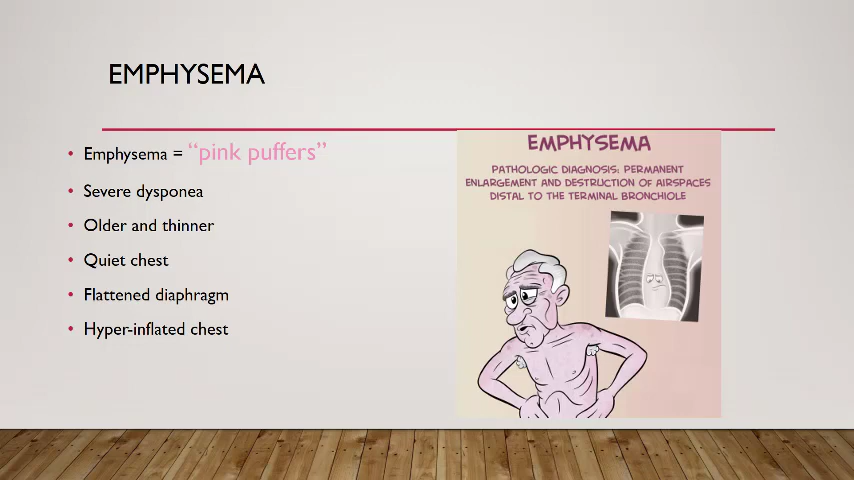 EMPHYSEMA
• Emphysema = “pink puffers”
• Severe dysponea
• Older and thinner
• Quiet chest
• Flattened diaphragm
• Hyper-inflated chest
EMPHYSEMA
PATHOLOGIC DIAGNOSIS: PERMANENT
ENLARGEMENT AND DESTRUCTION OF AIRSPACES
DISTAL TO THE TERMINAL BRONCHIOLE